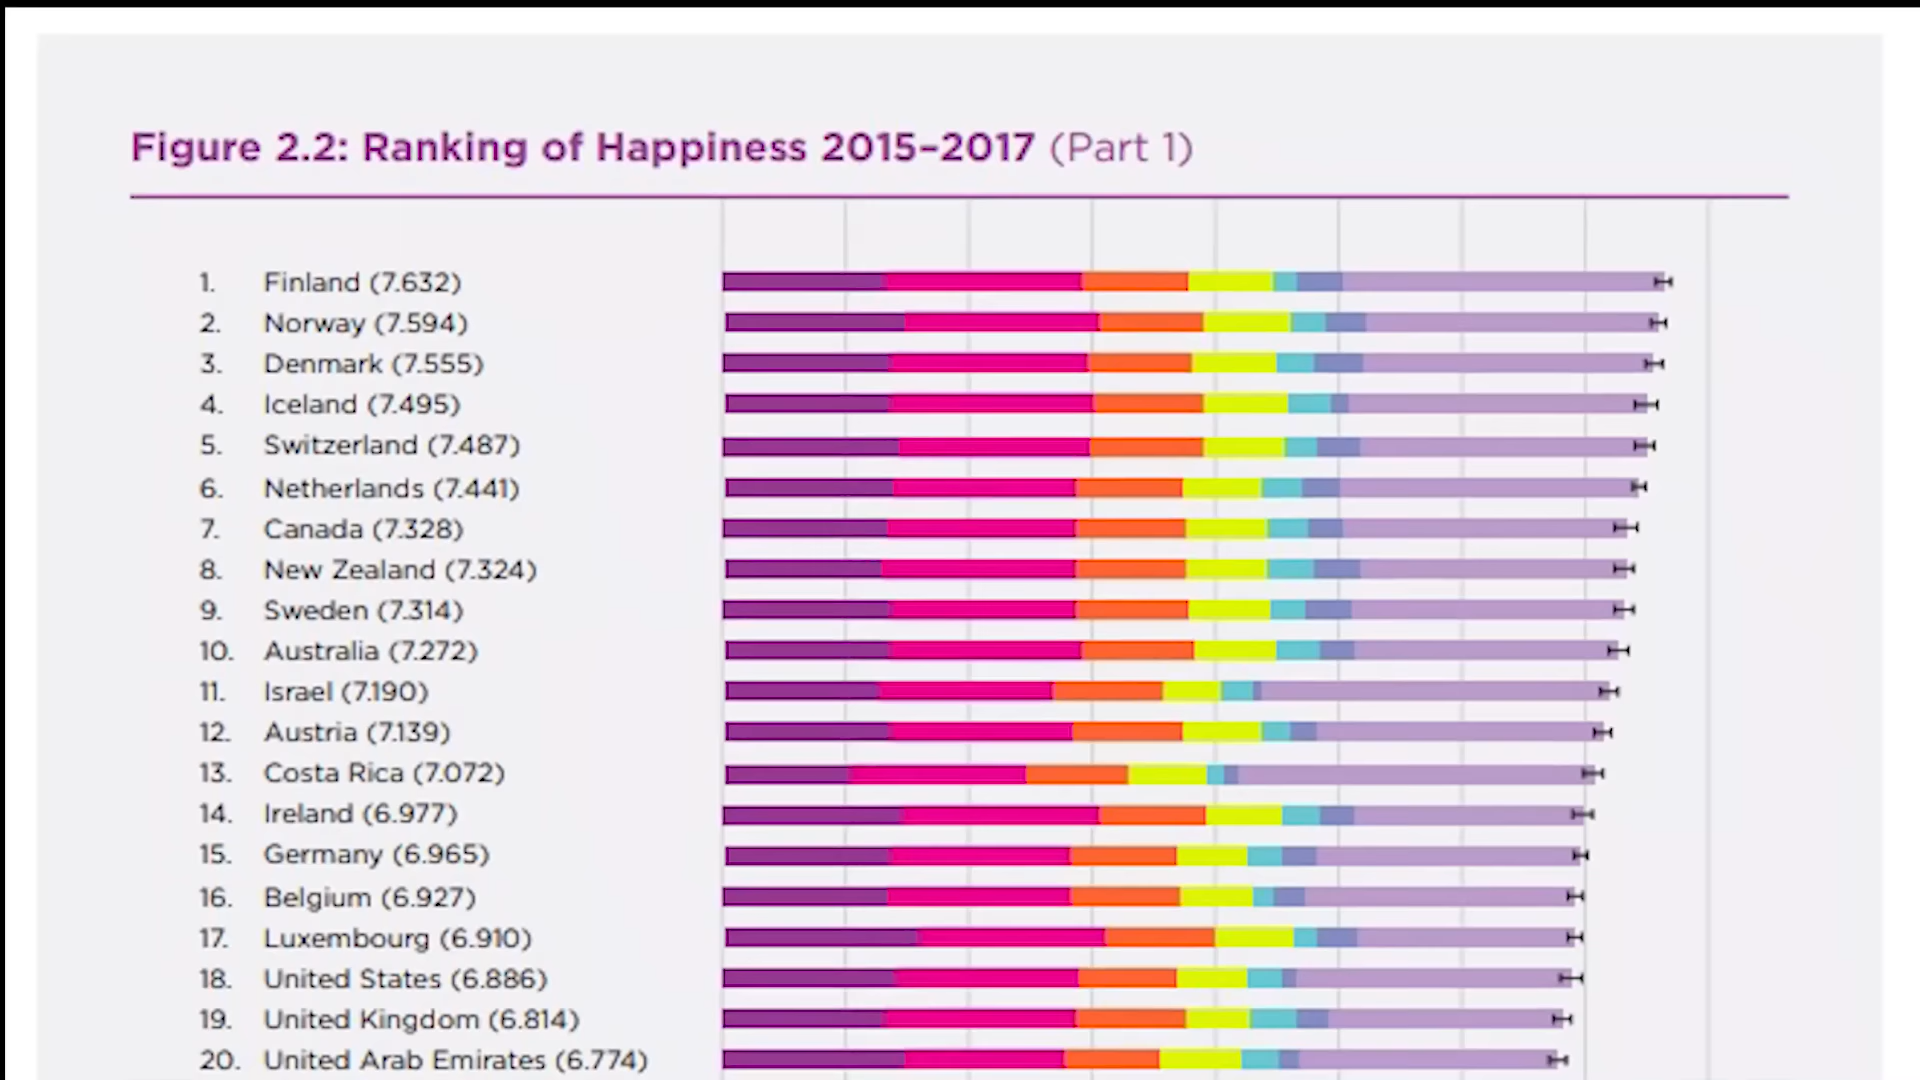 Figure 2.2: Ranking of Happiness 2015–2017 (Part 1)
1. Finland (7.632)
2. Norway (7.594)
3. Denmark (7.555)
4. Iceland (7.495)
5. Switzerland (7.487)
6. Netherlands (7.441)
7. Canada (7.328)
8. New Zealand (7.324)
9. Sweden (7.314)
10. Australia (7.272)
11. Israel (7.190)
12. Austria (7.139)
13. Costa Rica (7.072)
14. Ireland (6.977)
15. Germany (6.965)
16. Belgium (6.927)
17. Luxembourg (6.910)
18. United States (6.886)
19. United Kingdom (6.814)
20. United Arab Emirates (6.774)